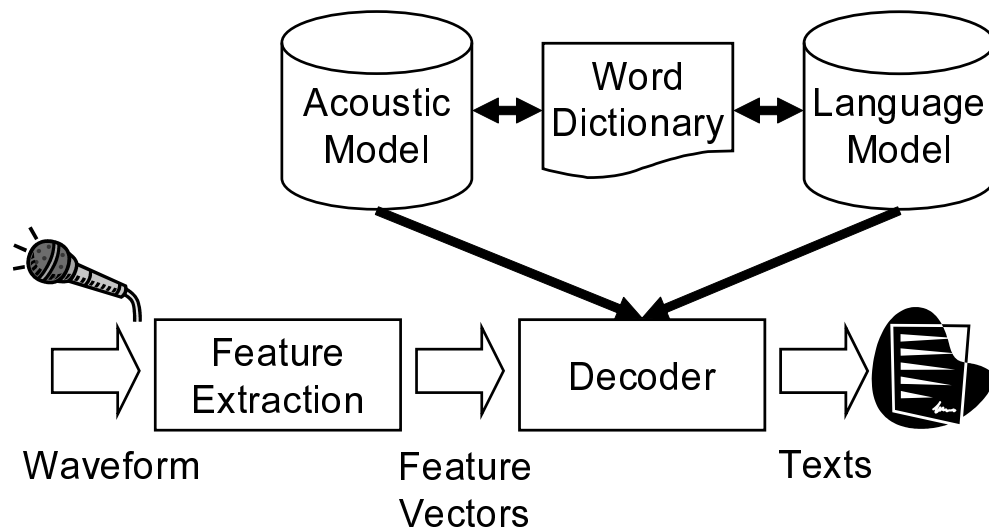 Acoustic
Model
Word
Dictionary
Language
Model
Feature
Extraction
Decoder
Waveform
Feature
Vectors
Texts